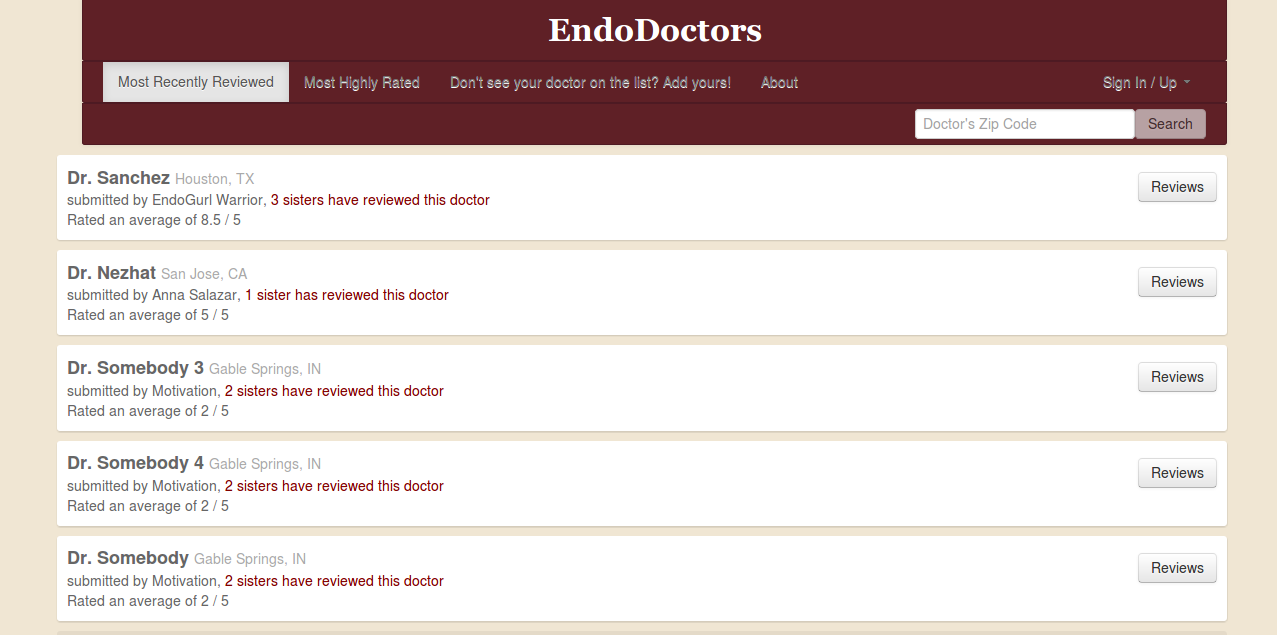 EndoDoctors
Most Recently Reviewed Most Highly Rated Don't see your doctor on the list? Add yours! About Sign In / Up
Doctor's Zip Code Search
Dr. Sanchez Houston, TX Reviews
submitted by EndoGurl Warrior, 3 sisters have reviewed this doctor
Rated an average of 8.5 / 5
Dr. Nezhat San Jose, CA Reviews
submitted by Anna Salazar, 1 sister has reviewed this doctor
Rated an average of 5 / 5
Dr. Somebody 3 Gable Springs, IN Reviews
submitted by Motivation, 2 sisters have reviewed this doctor
Rated an average of 2 / 5
Dr. Somebody 4 Gable Springs, IN Reviews
submitted by Motivation, 2 sisters have reviewed this doctor
Rated an average of 2 / 5
Dr. Somebody Gable Springs, IN Reviews
submitted by Motivation, 2 sisters have reviewed this doctor
Rated an average of 2 / 5